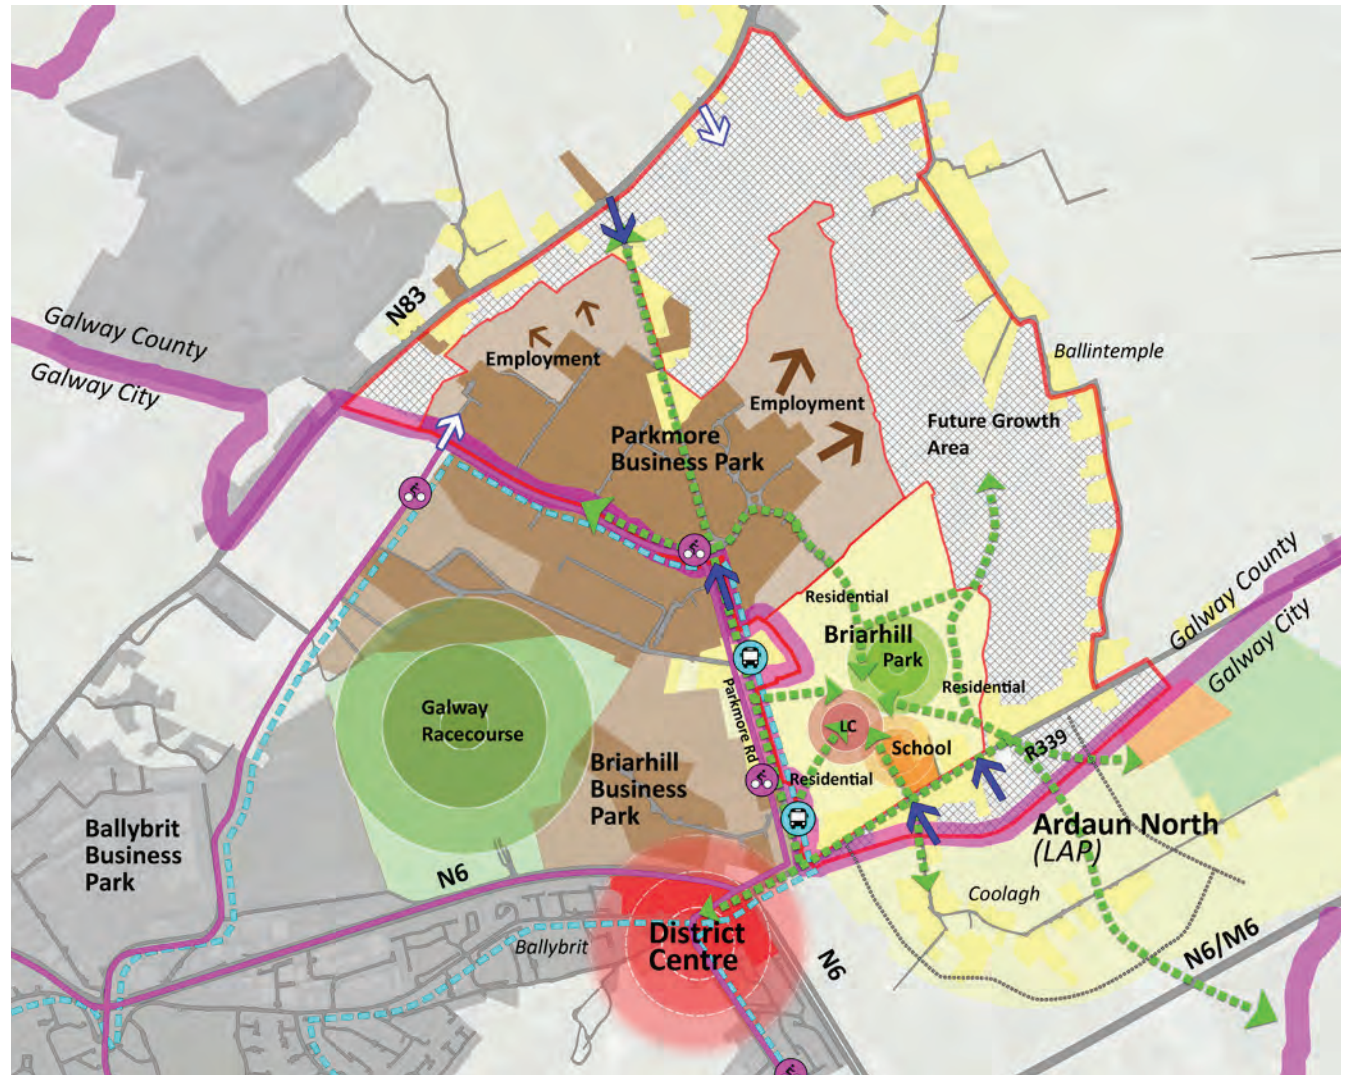 N83
Galway County
Galway City
Employment
Ballintemple
Employment
Future Growth
Area
Parkmore
Business Park
Residential
Briarhill
Park
Galway County
Galway City
Residential
Galway
Racecourse
Parkmore Rd
LC
School
R339
Briarhill
Business
Park
Residential
Ballybrit
Business
Park
Ardaun North
(LAP)
N6
Coolagh
District
Centre
Ballybrit
N6
N6/M6